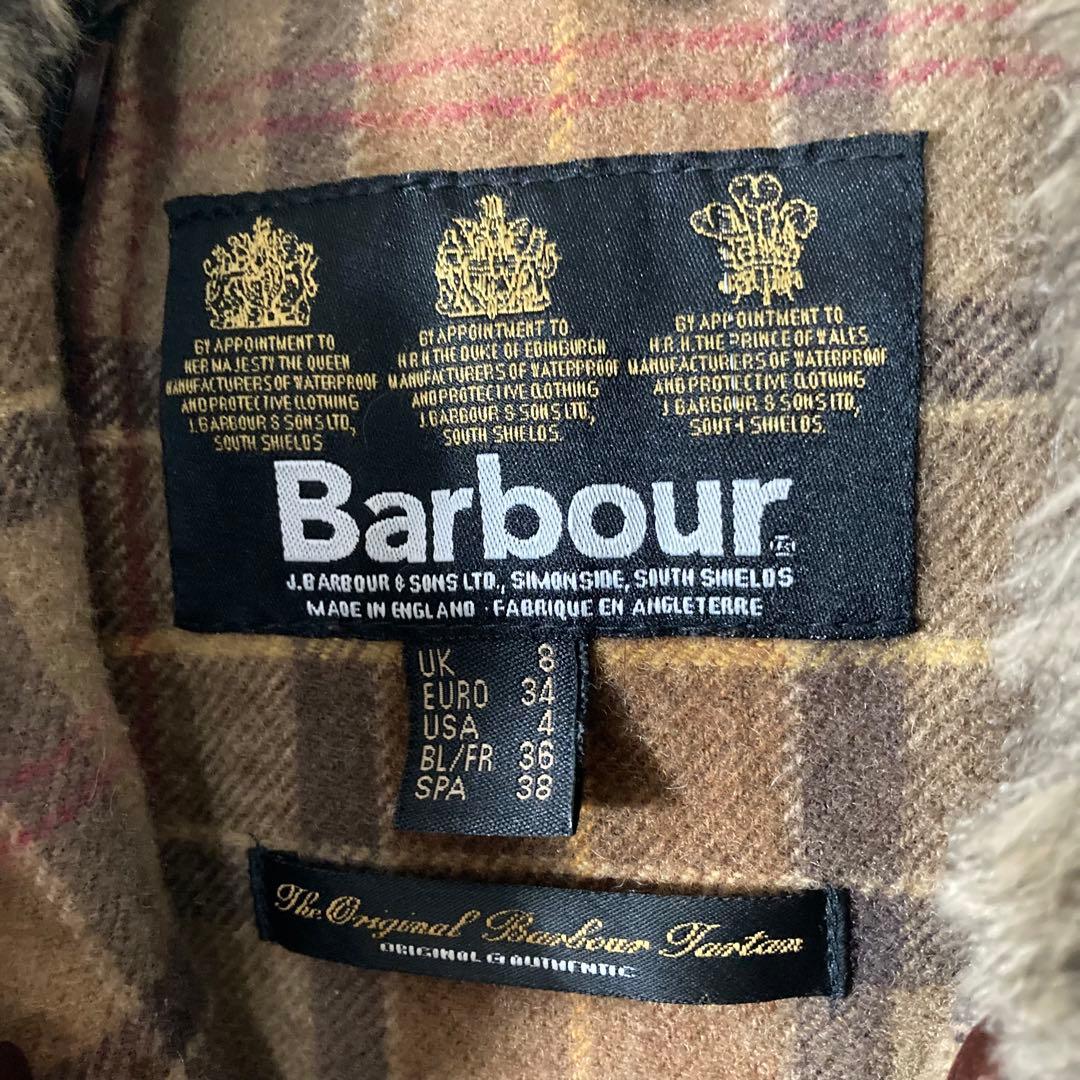 BY APPOINTMENT TO
HER MAJESTY THE QUEEN
MANUFACTURERS OF WATERPROOF
AND PROTECTIVE CLOTHING
J. BARBOUR & SONS LTD,
SOUTH SHIELDS
BY APPOINTMENT TO
H.R.H. THE DUKE OF EDINBURGH
MANUFACTURERS OF WATERPROOF
AND PROTECTIVE CLOTHING
J. BARBOUR & SONS LTD,
SOUTH SHIELDS.
BY APPOINTMENT TO
H.R.H. THE PRINCE OF WALES
MANUFACTURERS OF WATERPROOF
AND PROTECTIVE CLOTHING
J. BARBOUR & SONS LTD,
SOUTH SHIELDS.
Barbour
J. BARBOUR & SONS LTD., SIMONSIDE, SOUTH SHIELDS
MADE IN ENGLAND · FABRIQUE EN ANGLETERRE
UK 8
EURO 34
USA 4
BL/FR 36
SPA 38
The Original Barbour Tartan
ORIGINAL & AUTHENTIC